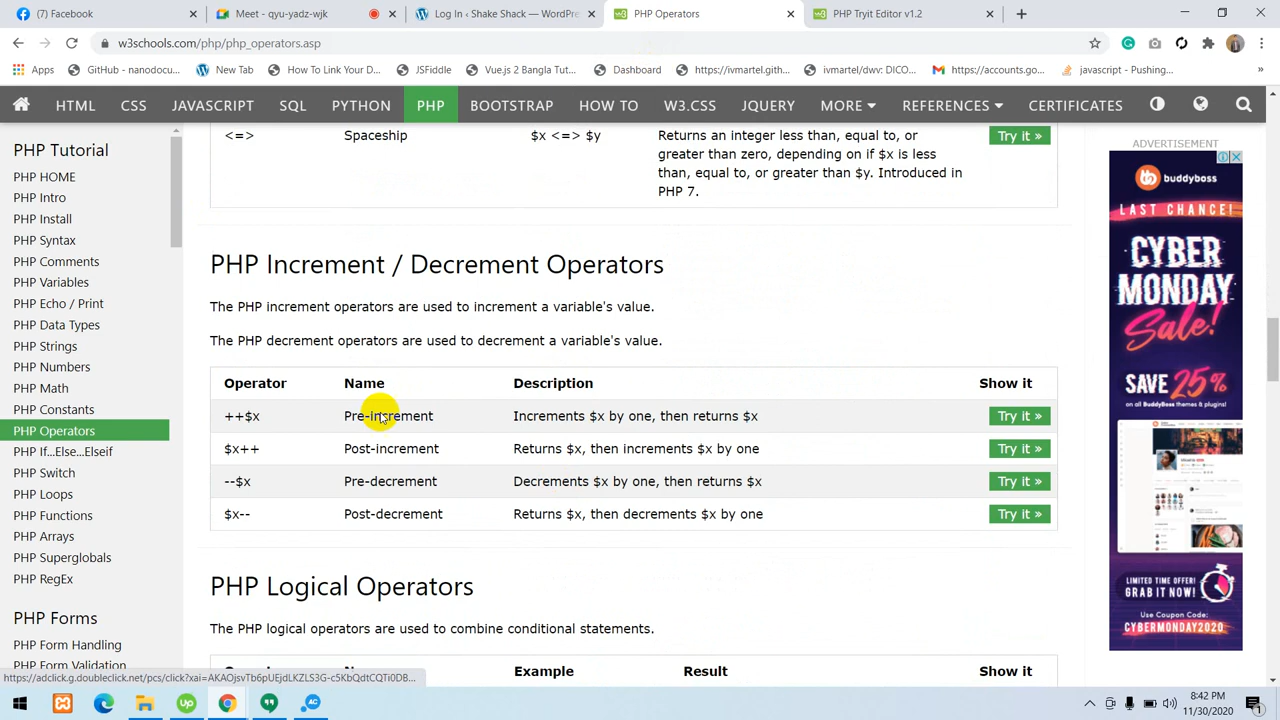 (7) Facebook
Meet - qyu-yadz-wjk
Log In ‹ Shake Shack — WordPre
PHP Operators
PHP Tryit Editor v1.2
w3schools.com/php/php_operators.asp
Apps
GitHub - nanodocu...
New Tab
How To Link Your D...
JSFiddle
Vue.js 2 Bangla Tut...
Dashboard
https://ivmartel.gith...
ivmartel/dwv: DICO...
https://accounts.go...
javascript - Pushing...
»
HTML
CSS
JAVASCRIPT
SQL
PYTHON
PHP
BOOTSTRAP
HOW TO
W3.CSS
JQUERY
MORE
REFERENCES
CERTIFICATES
PHP Tutorial
PHP HOME
PHP Intro
PHP Install
PHP Syntax
PHP Comments
PHP Variables
PHP Echo / Print
PHP Data Types
PHP Strings
PHP Numbers
PHP Math
PHP Constants
PHP Operators
PHP If...Else...Elseif
PHP Switch
PHP Loops
PHP Functions
PHP Arrays
PHP Superglobals
PHP RegEx
PHP Forms
PHP Form Handling
PHP Form Validation
<=> Spaceship $x <=> $y Returns an integer less than, equal to, or Try it »
greater than zero, depending on if $x is less
than, equal to, or greater than $y. Introduced in
PHP 7.
PHP Increment / Decrement Operators
The PHP increment operators are used to increment a variable's value.
The PHP decrement operators are used to decrement a variable's value.
Operator Name Description Show it
++$x Pre-increment Increments $x by one, then returns $x Try it »
$x++ Post-increment Returns $x, then increments $x by one Try it »
--$x Pre-decrement Decrements $x by one, then returns $x Try it »
$x-- Post-decrement Returns $x, then decrements $x by one Try it »
PHP Logical Operators
The PHP logical operators are used to combine conditional statements.
Operator Name Example Result Show it
ADVERTISEMENT
buddyboss
LAST CHANCE!
CYBER
MONDAY
Sale!
SAVE 25%
on all BuddyBoss themes & plugins!
LIMITED TIME OFFER!
GRAB IT NOW!
Use Coupon Code:
CYBERMONDAY2020
8:42 PM
11/30/2020